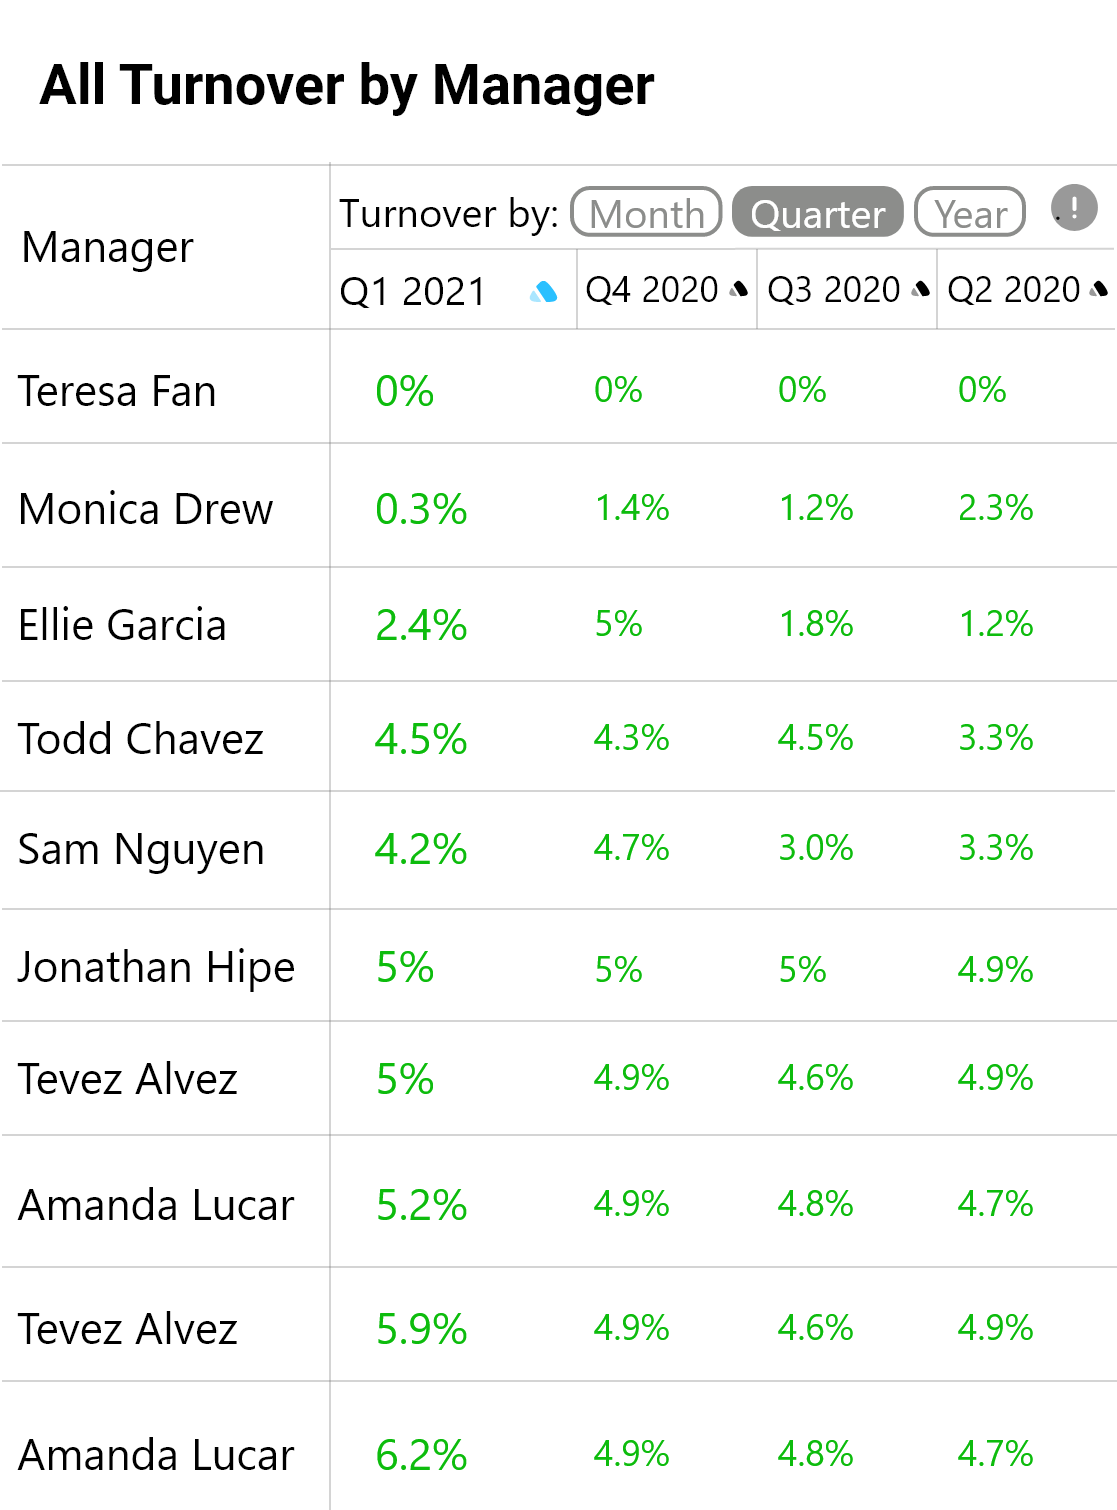 All Turnover by Manager
Manager
Turnover by: Month Quarter Year !
Q1 2021 Q4 2020 Q3 2020 Q2 2020
Teresa Fan 0% 0% 0% 0%
Monica Drew 0.3% 1.4% 1.2% 2.3%
Ellie Garcia 2.4% 5% 1.8% 1.2%
Todd Chavez 4.5% 4.3% 4.5% 3.3%
Sam Nguyen 4.2% 4.7% 3.0% 3.3%
Jonathan Hipe 5% 5% 5% 4.9%
Tevez Alvez 5% 4.9% 4.6% 4.9%
Amanda Lucar 5.2% 4.9% 4.8% 4.7%
Tevez Alvez 5.9% 4.9% 4.6% 4.9%
Amanda Lucar 6.2% 4.9% 4.8% 4.7%